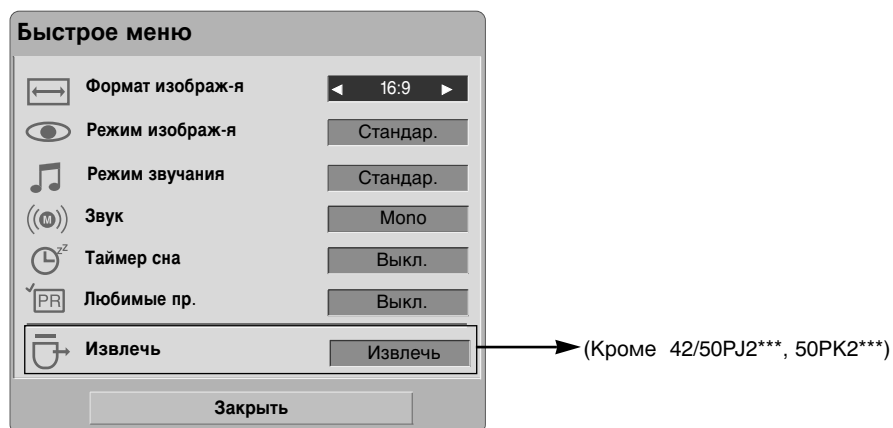 Быстрое меню
Формат изображ-я ◄ 16:9 ►
Режим изображ-я Стандар.
Режим звучания Стандар.
((M)) Звук Mono
zZ Таймер сна Выкл.
PR Любимые пр. Выкл.
Извлечь Извлечь
(Кроме 42/50PJ2***, 50PK2***)
Закрыть